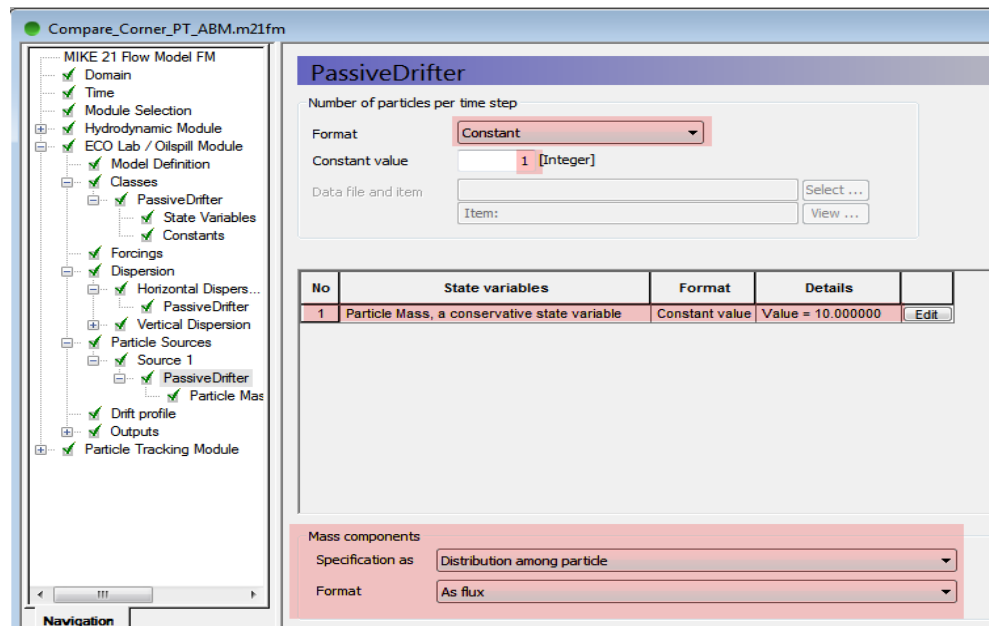 Compare_Corner_PT_ABM.m21fm
MIKE 21 Flow Model FM
Domain
Time
Module Selection
Hydrodynamic Module
ECO Lab / Oilspill Module
Model Definition
Classes
PassiveDrifter
State Variables
Constants
Forcings
Dispersion
Horizontal Dispers...
PassiveDrifter
Vertical Dispersion
Particle Sources
Source 1
PassiveDrifter
Particle Mas
Drift profile
Outputs
Particle Tracking Module
Navigation
PassiveDrifter
Number of particles per time step
Format Constant
Constant value 1 [Integer]
Data file and item Select ...
Item: View ...
No State variables Format Details
1 Particle Mass, a conservative state variable Constant value Value = 10.000000 Edit
Mass components
Specification as Distribution among particle
Format As flux